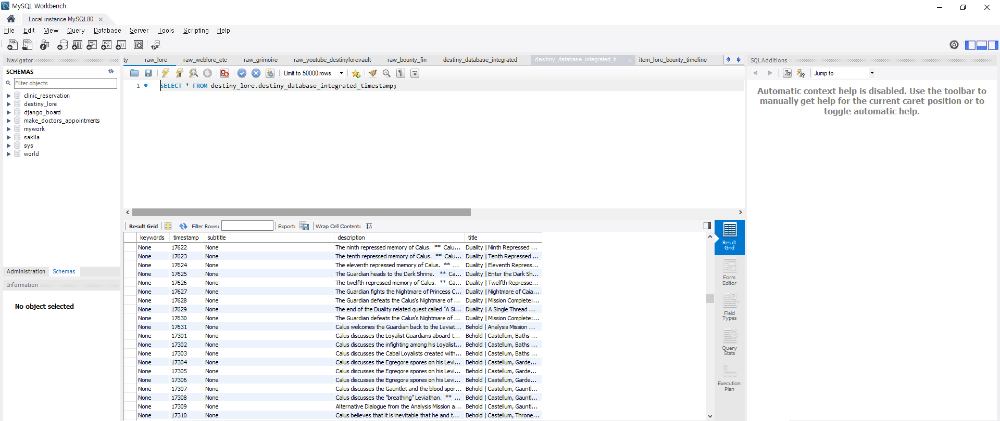 MySQL Workbench
Local instance MySQL80
File Edit View Query Database Server Tools Scripting Help
Navigator
SCHEMAS
Filter objects
clinic_reservation
destiny_lore
django_board
make_doctors_appointments
mywork
sakila
sys
world
Administration Schemas
Information
No object selected
ty raw_lore raw_weblore_etc raw_grimoire raw_youtube_destinylorevault raw_bounty_fin destiny_database_integrated destiny_database_integrated_ti... item_lore_bounty_timeline
Limit to 50000 rows
1 SELECT * FROM destiny_lore.destiny_database_integrated_timestamp;
Result Grid Filter Rows: Export: Wrap Cell Content:
keywords timestamp subtitle description title
None 17622 None The ninth repressed memory of Calus. ** Calu... Duality | Ninth Repressed ...
None 17623 None The tenth repressed memory of Calus. ** Calu... Duality | Tenth Repressed ...
None 17624 None The eleventh repressed memory of Calus. ** ... Duality | Eleventh Repress...
None 17625 None The Guardian heads to the Dark Shrine. ** Ca... Duality | Enter the Dark Sh...
None 17626 None The twelfth repressed memory of Calus. ** Ca... Duality | Twelfth Represse...
None 17627 None The Guardian fights the Nightmare of Princess C... Duality | Nightmare of Caia...
None 17628 None The Guardian defeats the Calus's Nightmare of ... Duality | Mission Complete:...
None 17629 None The end of the Duality related quest called "A Si... Duality | A Single Thread ...
None 17630 None The Guardian defeats the Calus's Nightmare of ... Duality | Mission Complete:...
None 17631 None Calus welcomes the Guardian back to the Leviat... Behold | Analysis Mission ...
None 17301 None Calus discusses the Loyalist Guardians aboard t... Behold | Castellum, Baths ...
None 17302 None Calus discusses the infighting among his Loyalist... Behold | Castellum, Baths ...
None 17303 None Calus discusses the Cabal Loyalists created with... Behold | Castellum, Baths ...
None 17304 None Calus discusses the Egregore spores on his Levi... Behold | Castellum, Garde...
None 17305 None Calus discusses the Egregore spores on his Levi... Behold | Castellum, Garde...
None 17306 None Calus discusses the Egregore spores on his Levi... Behold | Castellum, Garde...
None 17307 None Calus discusses the Gauntlet and the blood spor... Behold | Castellum, Gauntl...
None 17308 None Calus discusses the "breathing" Leviathan. ** ... Behold | Castellum, Gauntl...
None 17309 None Alternative Dialogue from the Analysis Mission a... Behold | Castellum, Gauntl...
None 17310 None Calus believes that it is inevitable that he and t... Behold | Castellum, Throne...
Result
Grid
Form
Editor
Field
Types
Query
Stats
Execution
Plan
SQLAdditions
Jump to
Automatic context help is disabled. Use the toolbar to
manually get help for the current caret position or to
toggle automatic help.